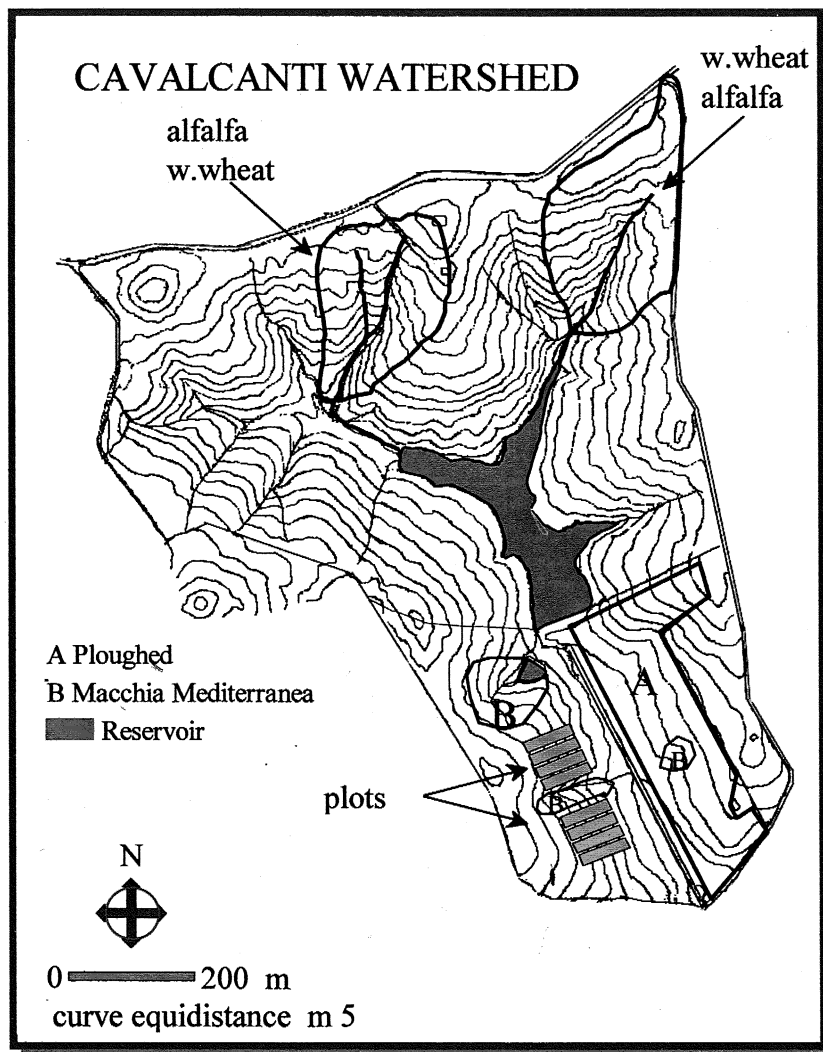 CAVALCANTI WATERSHED
w.wheat
alfalfa
alfalfa
w.wheat
A Ploughed
B Macchia Mediterranea
Reservoir
A
B
B
B
plots
N
0 200 m
curve equidistance m 5